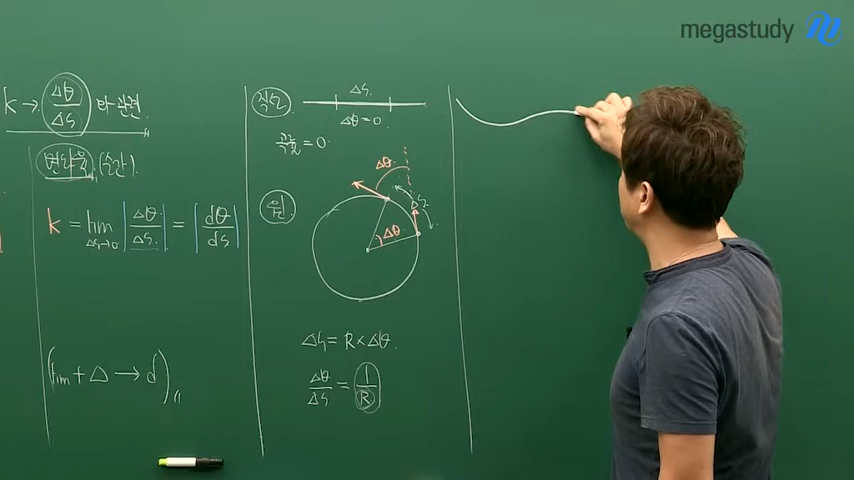 megastudy
k → Δθ/Δs 와 관련.
변화율 (순간)
k = lim Δs→0 |Δθ/Δs| = |dθ/ds|
(lim + Δ → d)
직선
Δs
Δθ = 0.
곡률 = 0
원
Δθ
Δs
Δθ
Δs = R × Δθ.
Δθ/Δs = 1/R